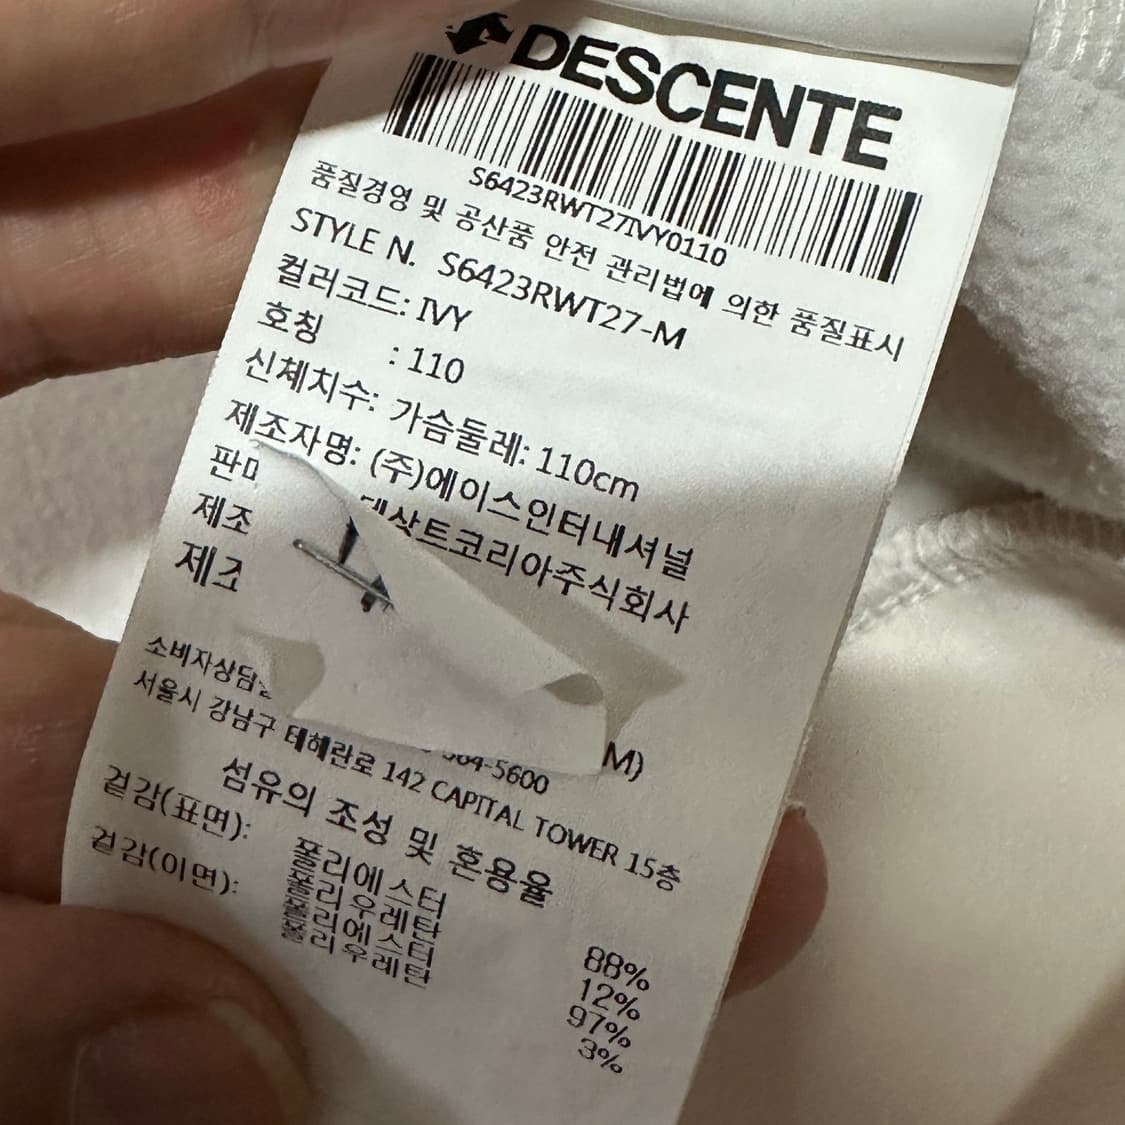 DESCENTE
S6423RWT27IVY0110
품질경영 및 공산품 안전 관리법에 의한 품질표시
STYLE N. S6423RWT27-M
컬러코드: IVY
호칭 : 110
신체치수: 가슴둘레: 110cm
제조자명: (주)에이스인터내셔널
데상트코리아주식회사
제조
소비자상담
5600
M)
서울시 강남구 테헤란로 142 CAPITAL TOWER 15층
섬유의 조성 및 혼용율
겉감(표면): 폴리에스터 88%
폴리우레탄 12%
겉감(이면): 폴리에스터 97%
폴리우레탄 3%